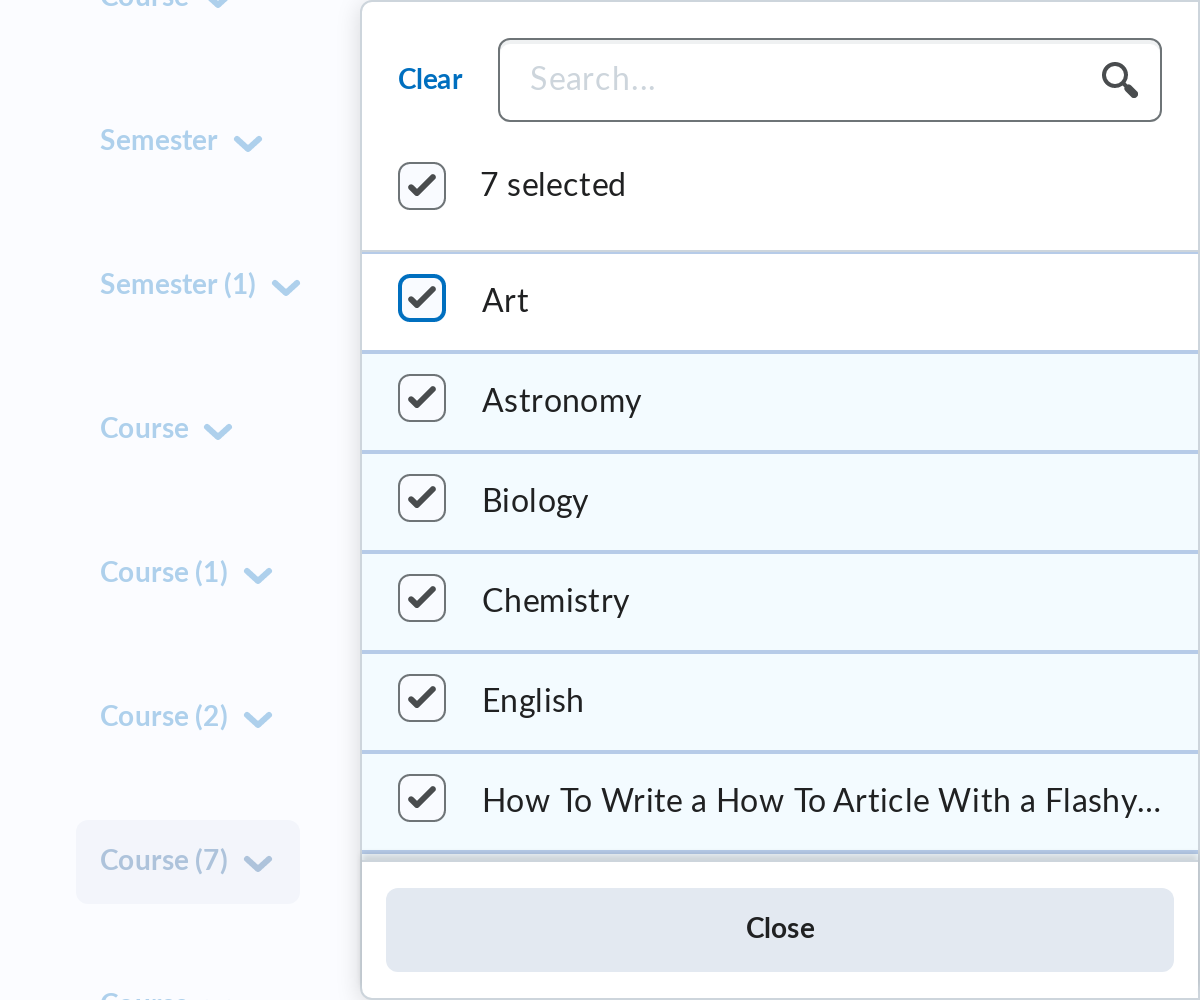 Course
Semester
Semester (1)
Course
Course (1)
Course (2)
Course (7)
Course
Clear
Search...
7 selected
Art
Astronomy
Biology
Chemistry
English
How To Write a How To Article With a Flashy...
Close